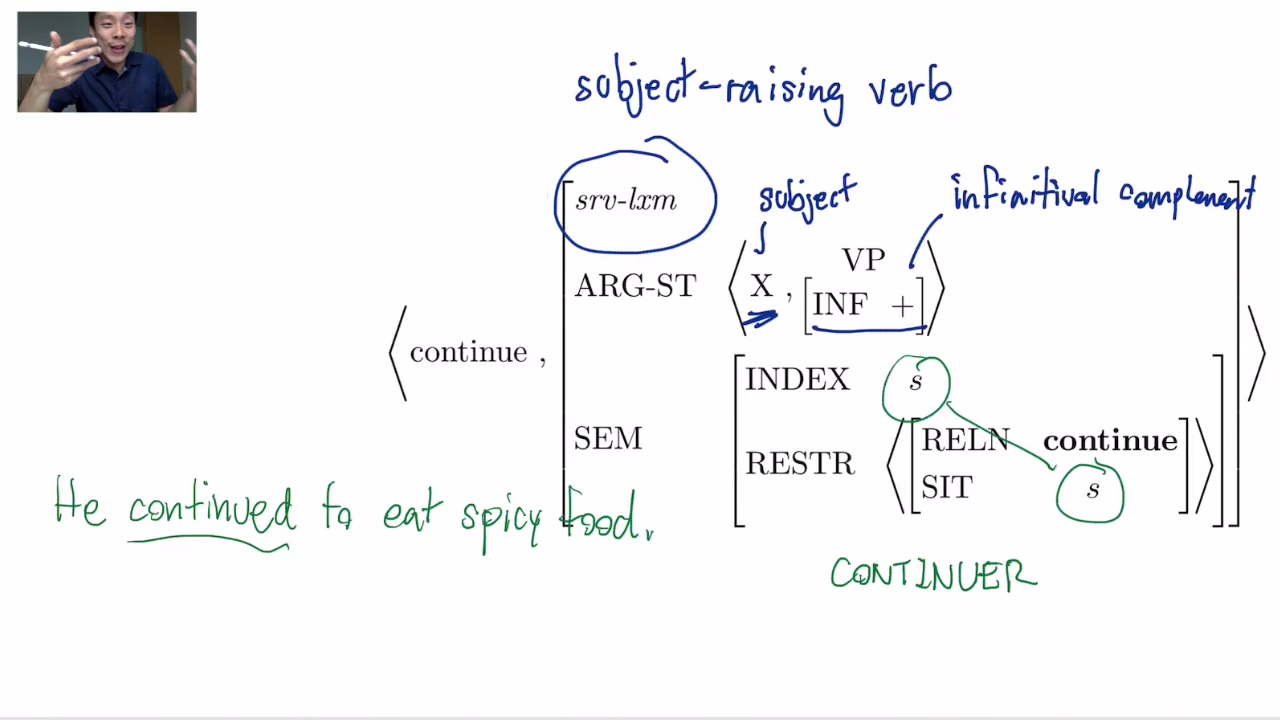 subject-raising verb
srv-lxm
subject
infinitival complement
ARG-ST ⟨ X , VP [INF +] ⟩
⟨ continue ,
INDEX s
SEM
RESTR ⟨ [RELN continue
SIT s] ⟩ ⟩
He continued to eat spicy food.
CONTINUER